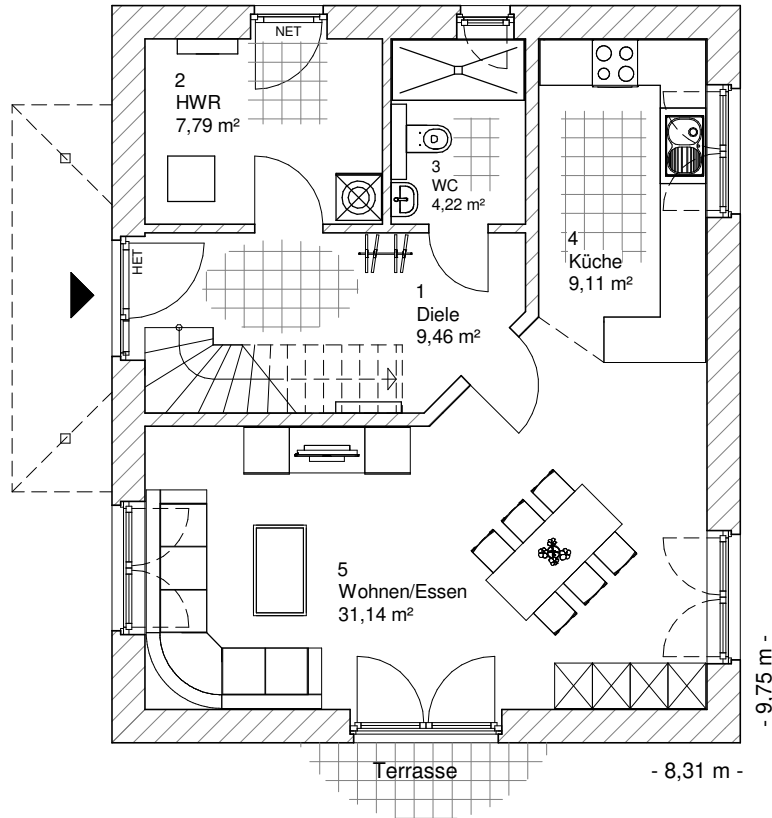 NET
2
HWR
7,79 m²
3
WC
4,22 m²
4
Küche
9,11 m²
HET
1
Diele
9,46 m²
5
Wohnen/Essen
31,14 m²
- 9,75 m -
Terrasse
- 8,31 m -